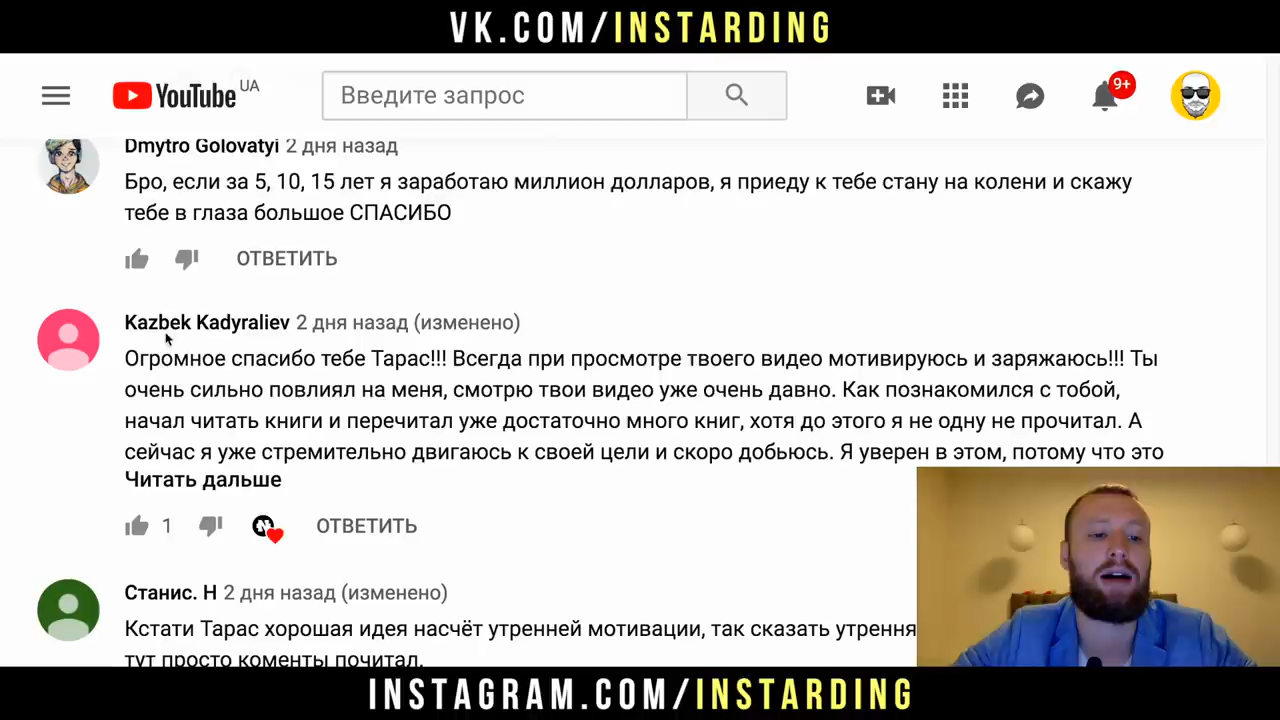 VK.COM/INSTARDING
YouTube UA
Введите запрос
9+
Dmytro Golovatyi 2 дня назад
Бро, если за 5, 10, 15 лет я заработаю миллион долларов, я приеду к тебе стану на колени и скажу
тебе в глаза большое СПАСИБО
ОТВЕТИТЬ
Kazbek Kadyraliev 2 дня назад (изменено)
Огромное спасибо тебе Тарас!!! Всегда при просмотре твоего видео мотивируюсь и заряжаюсь!!! Ты
очень сильно повлиял на меня, смотрю твои видео уже очень давно. Как познакомился с тобой,
начал читать книги и перечитал уже достаточно много книг, хотя до этого я не одну не прочитал. А
сейчас я уже стремительно двигаюсь к своей цели и скоро добьюсь. Я уверен в этом, потому что это
Читать дальше
1 ОТВЕТИТЬ
Станис. Н 2 дня назад (изменено)
Кстати Тарас хорошая идея насчёт утренней мотивации, так сказать утрення
тут просто коменты почитал.
INSTAGRAM.COM/INSTARDING